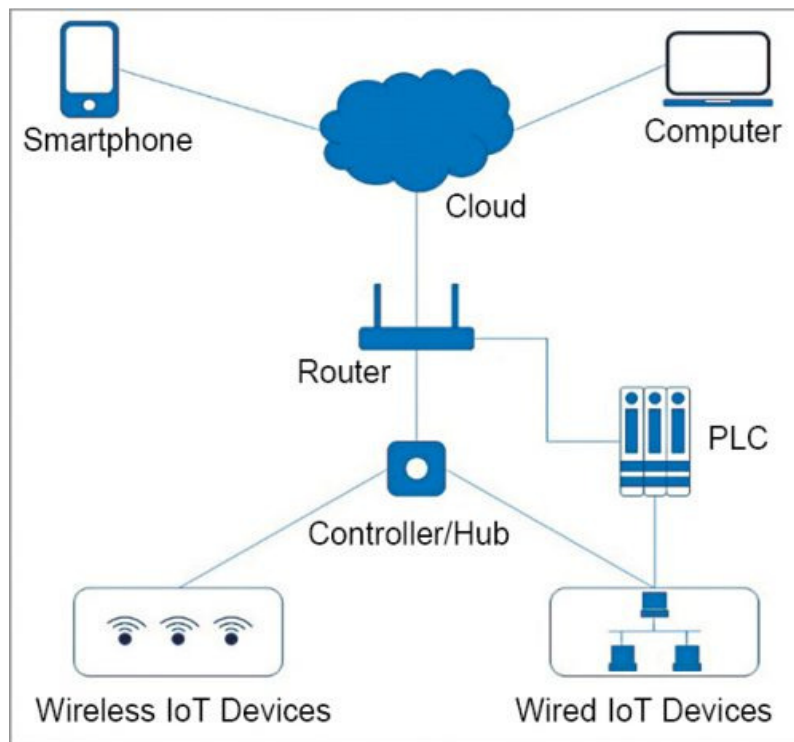 Smartphone
Computer
Cloud
Router
PLC
Controller/Hub
Wireless IoT Devices
Wired IoT Devices